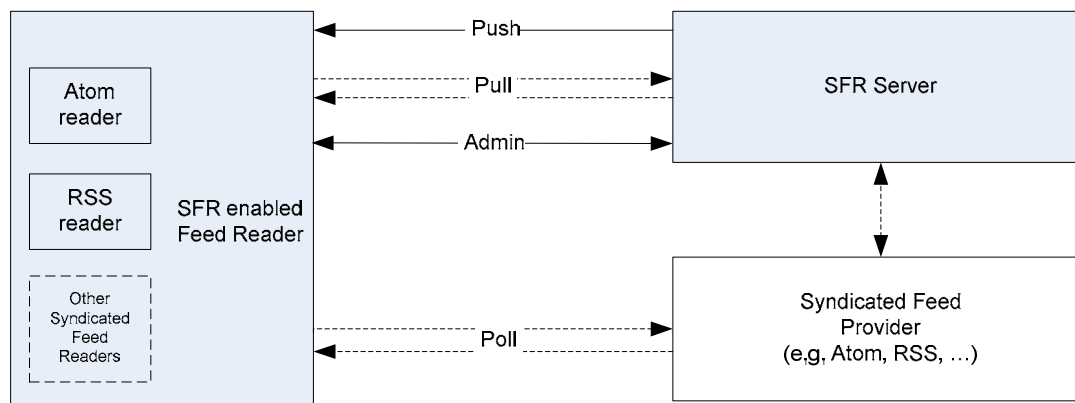 Push
Pull
Admin
SFR Server
Atom
reader
RSS
reader
SFR enabled
Feed Reader
Other
Syndicated
Feed
Readers
Poll
Syndicated Feed
Provider
(e,g, Atom, RSS, …)